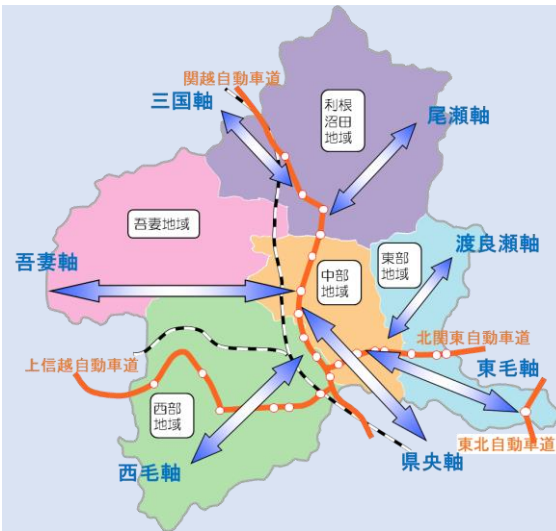 関越自動車道
三国軸
利根
沼田
地域
尾瀬軸
吾妻地域
渡良瀬軸
東部
地域
吾妻軸
中部
地域
北関東自動車道
上信越自動車道
東毛軸
西部
地域
東北自動車道
西毛軸
県央軸